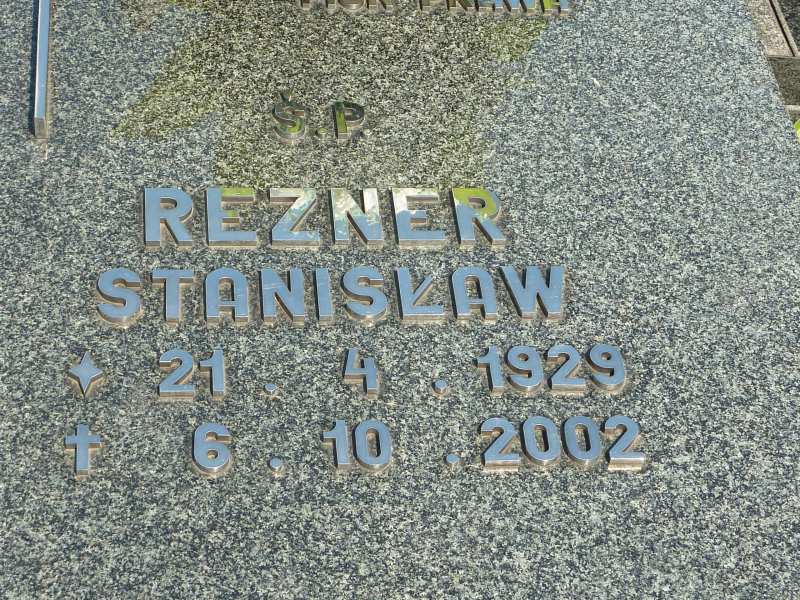 Ś.P.
REZNER
STANISŁAW
21.4.1929
† 6.10.2002